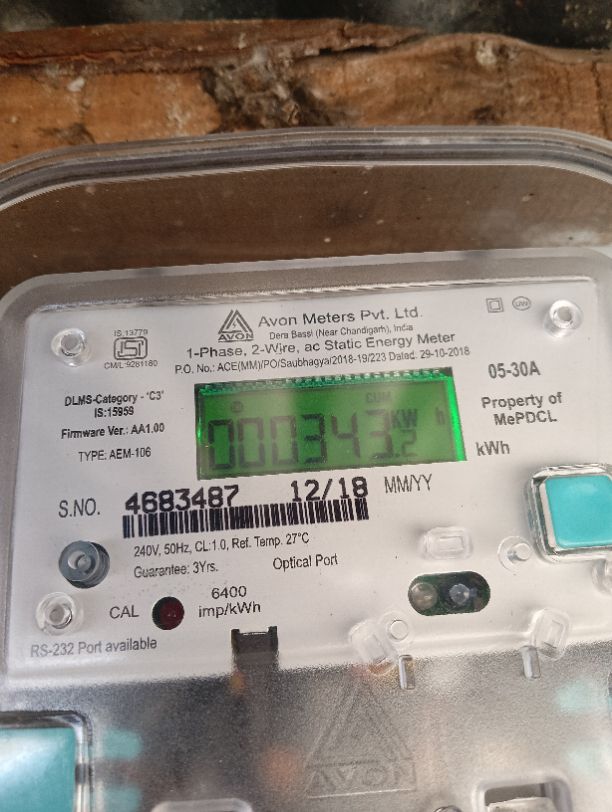 Avon Meters Pvt. Ltd.
AVON
Dera Bassi (Near Chandigarh), India
IS:13779
ISI
CM/L:9261180
1-Phase, 2-Wire, ac Static Energy Meter
P.O. No.: ACE(MM)/PO/Saubhagya/2018-19/223 Dated. 29-10-2018
DLMS-Category - 'C3'
IS:15959
Firmware Ver.: AA1.00
TYPE: AEM-106
CUM
000343.2 KW h
05-30A
Property of
MePDCL
kWh
S.NO. 4683487 12/18 MM/YY
240V, 50Hz, CL:1.0, Ref. Temp. 27°C
Guarantee: 3Yrs. Optical Port
CAL 6400
imp/kWh
RS-232 Port available
AVON